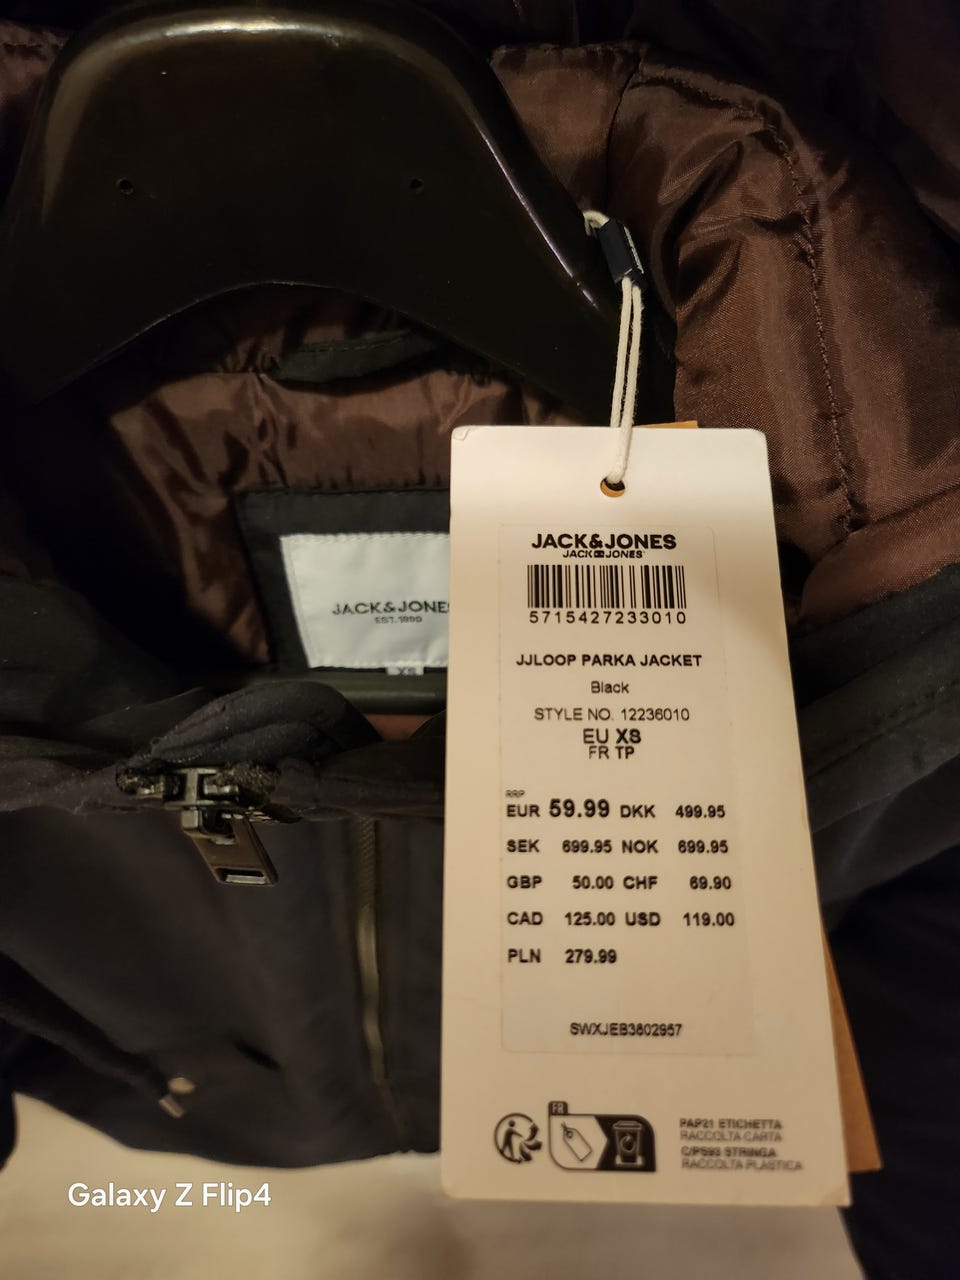 JACK&JONES
JACK JONES
5715427233010
JJLOOP PARKA JACKET
Black
STYLE NO. 12236010
EU XS
FR TP
RRP
EUR 59.99 DKK 499.95
SEK 699.95 NOK 699.95
GBP 50.00 CHF 69.90
CAD 125.00 USD 119.00
PLN 279.99
SWXJEB3802957
FR
PAP21 ETICHETTA
RACCOLTA CARTA
C/PS93 STRINGA
RACCOLTA PLASTICA
JACK&JONE
EST. 1990
XS
Galaxy Z Flip4